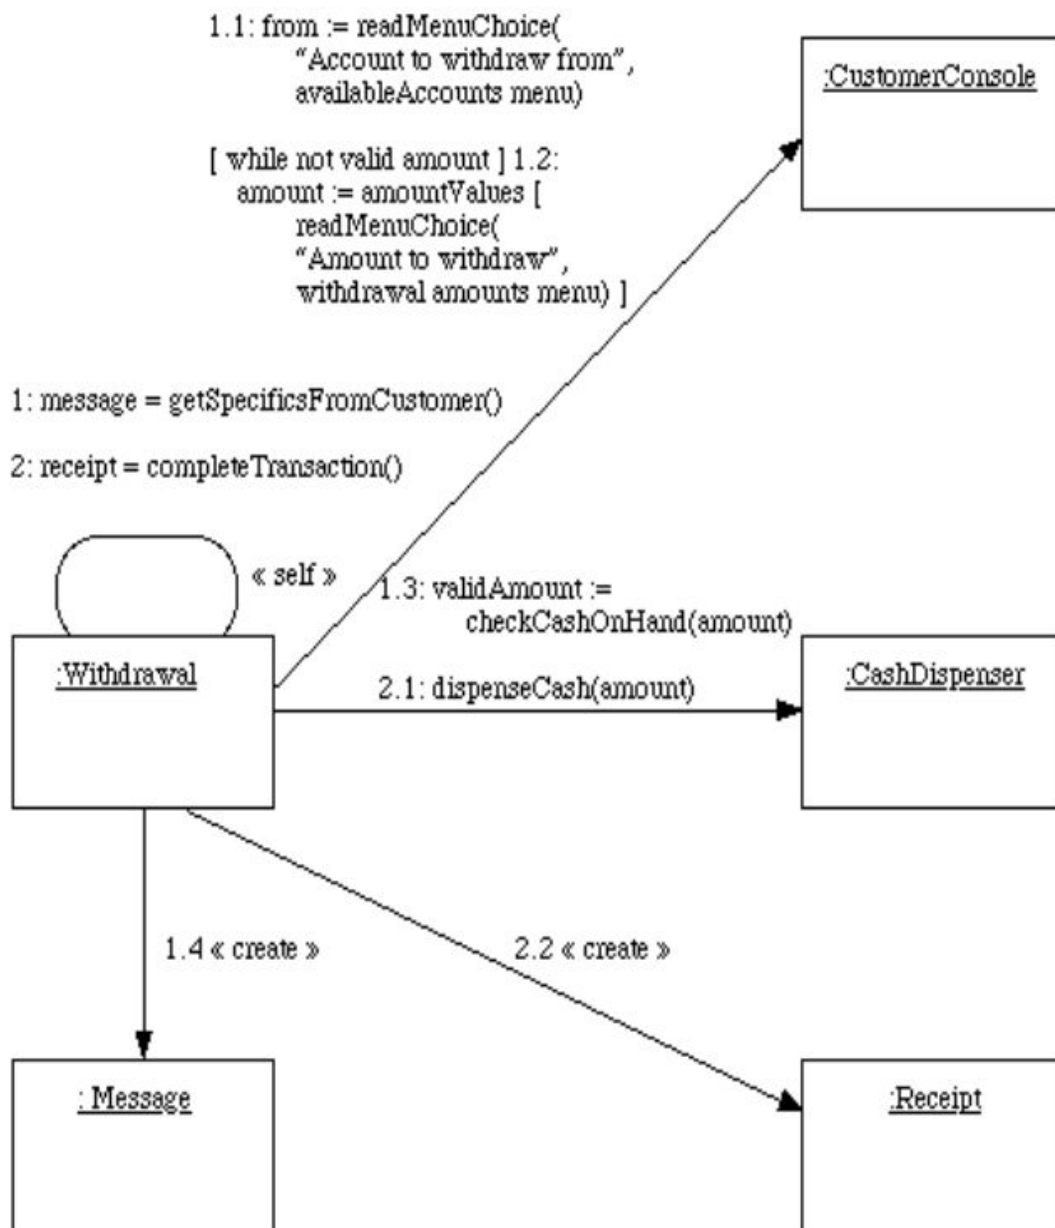 1.1: from := readMenuChoice(
“Account to withdraw from”,
availableAccounts menu)
:CustomerConsole
[ while not valid amount ] 1.2:
amount := amountValues [
readMenuChoice(
“Amount to withdraw”,
withdrawal amounts menu) ]
1: message = getSpecificsFromCustomer()
2: receipt = completeTransaction()
« self »
1.3: validAmount :=
checkCashOnHand(amount)
:Withdrawal
2.1: dispenseCash(amount)
:CashDispenser
1.4 « create »
2.2 « create »
: Message
:Receipt